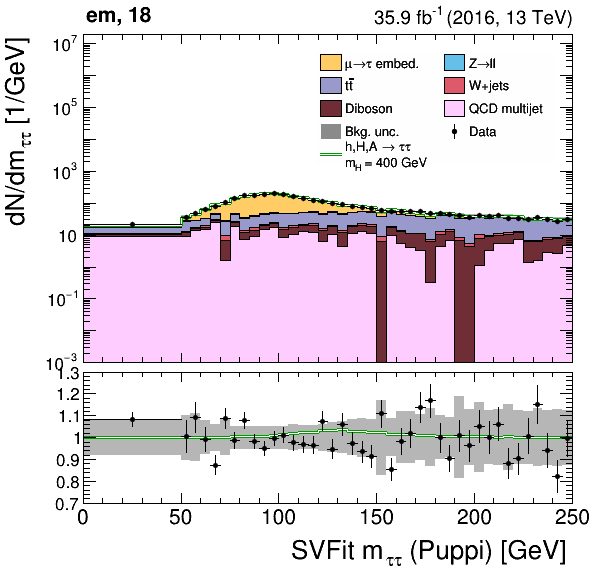 em, 18
35.9 fb⁻¹ (2016, 13 TeV)
dN/dm_ττ [1/GeV]
10⁷
10⁵
10³
10
10⁻¹
10⁻³
μ→τ embed.
Z→ll
tt̄
W+jets
Diboson
QCD multijet
Bkg. unc.
Data
h,H,A → ττ
m_H = 400 GeV
1.3
1.2
1.1
1
0.9
0.8
0.7
0
50
100
150
200
250
SVFit m_ττ (Puppi) [GeV]